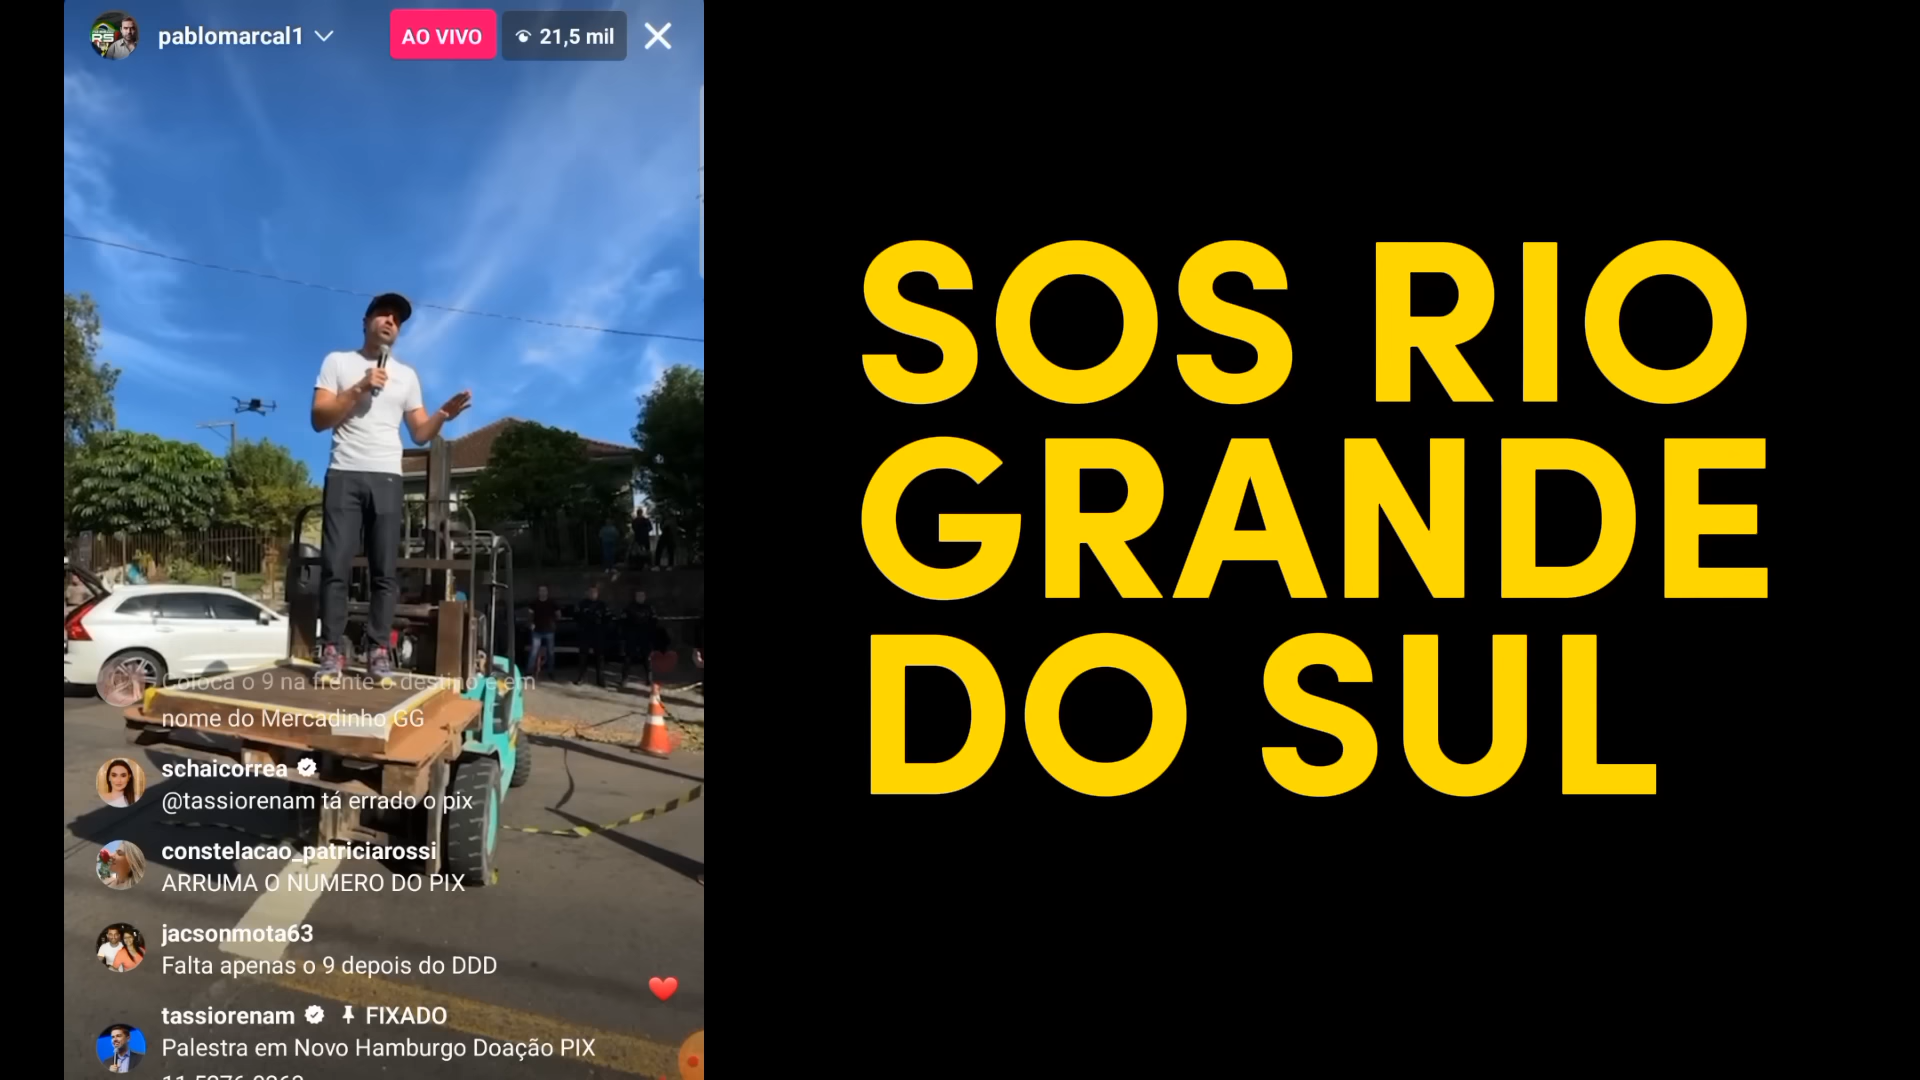 pablomarcal1
AO VIVO
21,5 mil
RS
Coloca o 9 na frente o destino e em
nome do Mercadinho GG
schaicorrea
@tassiorenam tá errado o pix
constelacao_patriciarossi
ARRUMA O NUMERO DO PIX
jacsonmota63
Falta apenas o 9 depois do DDD
tassiorenam FIXADO
Palestra em Novo Hamburgo Doação PIX
SOS RIO
GRANDE
DO SUL